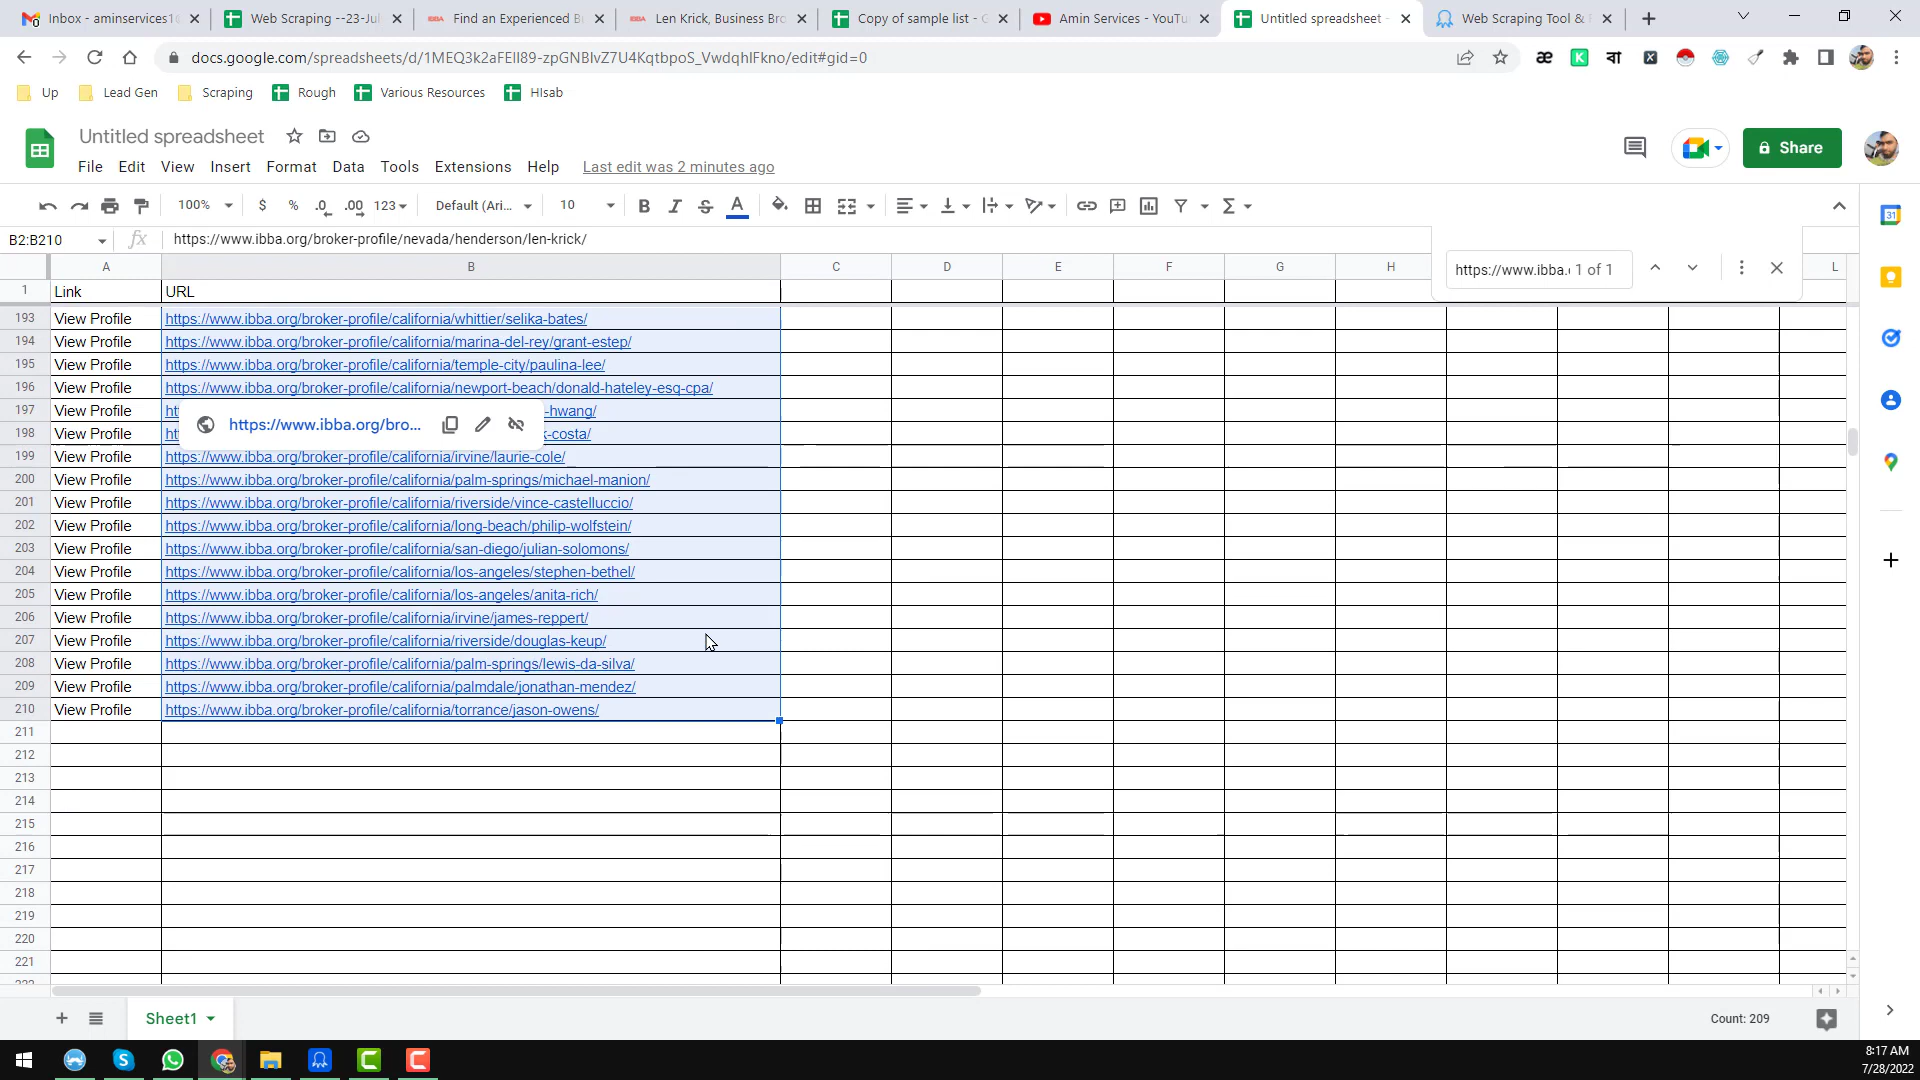 Inbox - aminservices1
Web Scraping --23-Jul
Find an Experienced B
Len Krick, Business Bro
Copy of sample list - G
Amin Services - YouTu
Untitled spreadsheet -
Web Scraping Tool &
docs.google.com/spreadsheets/d/1MEQ3k2aFEIl89-zpGNBIvZ7U4KqtbpoS_VwdqhIFkno/edit#gid=0
Up
Lead Gen
Scraping
Rough
Various Resources
HIsab
Untitled spreadsheet
Share
File Edit View Insert Format Data Tools Extensions Help Last edit was 2 minutes ago
100% $ % .0 .00 123 Default (Ari... 10 B I S A
B2:B210 fx https://www.ibba.org/broker-profile/nevada/henderson/len-krick/
https://www.ibba.( 1 of 1
A B C D E F G H L
1 Link URL
193 View Profile https://www.ibba.org/broker-profile/california/whittier/selika-bates/
194 View Profile https://www.ibba.org/broker-profile/california/marina-del-rey/grant-estep/
195 View Profile https://www.ibba.org/broker-profile/california/temple-city/paulina-lee/
196 View Profile https://www.ibba.org/broker-profile/california/newport-beach/donald-hateley-esq-cpa/
197 View Profile htt -hwang/
https://www.ibba.org/bro...
198 View Profile htt k-costa/
199 View Profile https://www.ibba.org/broker-profile/california/irvine/laurie-cole/
200 View Profile https://www.ibba.org/broker-profile/california/palm-springs/michael-manion/
201 View Profile https://www.ibba.org/broker-profile/california/riverside/vince-castelluccio/
202 View Profile https://www.ibba.org/broker-profile/california/long-beach/philip-wolfstein/
203 View Profile https://www.ibba.org/broker-profile/california/san-diego/julian-solomons/
204 View Profile https://www.ibba.org/broker-profile/california/los-angeles/stephen-bethel/
205 View Profile https://www.ibba.org/broker-profile/california/los-angeles/anita-rich/
206 View Profile https://www.ibba.org/broker-profile/california/irvine/james-reppert/
207 View Profile https://www.ibba.org/broker-profile/california/riverside/douglas-keup/
208 View Profile https://www.ibba.org/broker-profile/california/palm-springs/lewis-da-silva/
209 View Profile https://www.ibba.org/broker-profile/california/palmdale/jonathan-mendez/
210 View Profile https://www.ibba.org/broker-profile/california/torrance/jason-owens/
211
212
213
214
215
216
217
218
219
220
221
Sheet1
Count: 209
8:17 AM
7/28/2022